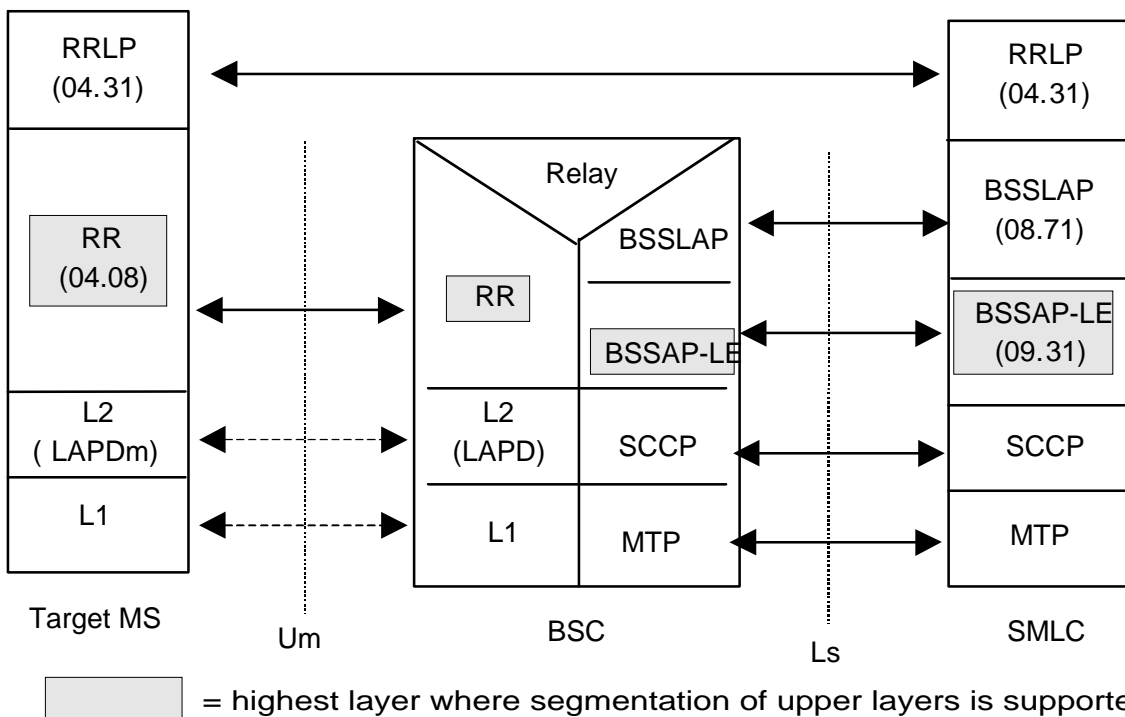 RRLP
(04.31)
RR
(04.08)
L2
( LAPDm)
L1
Target MS
Um
Relay
RR
BSSLAP
BSSAP-LE
L2
(LAPD)
SCCP
L1
MTP
BSC
Ls
RRLP
(04.31)
BSSLAP
(08.71)
BSSAP-LE
(09.31)
SCCP
MTP
SMLC
= highest layer where segmentation of upper layers is supporte